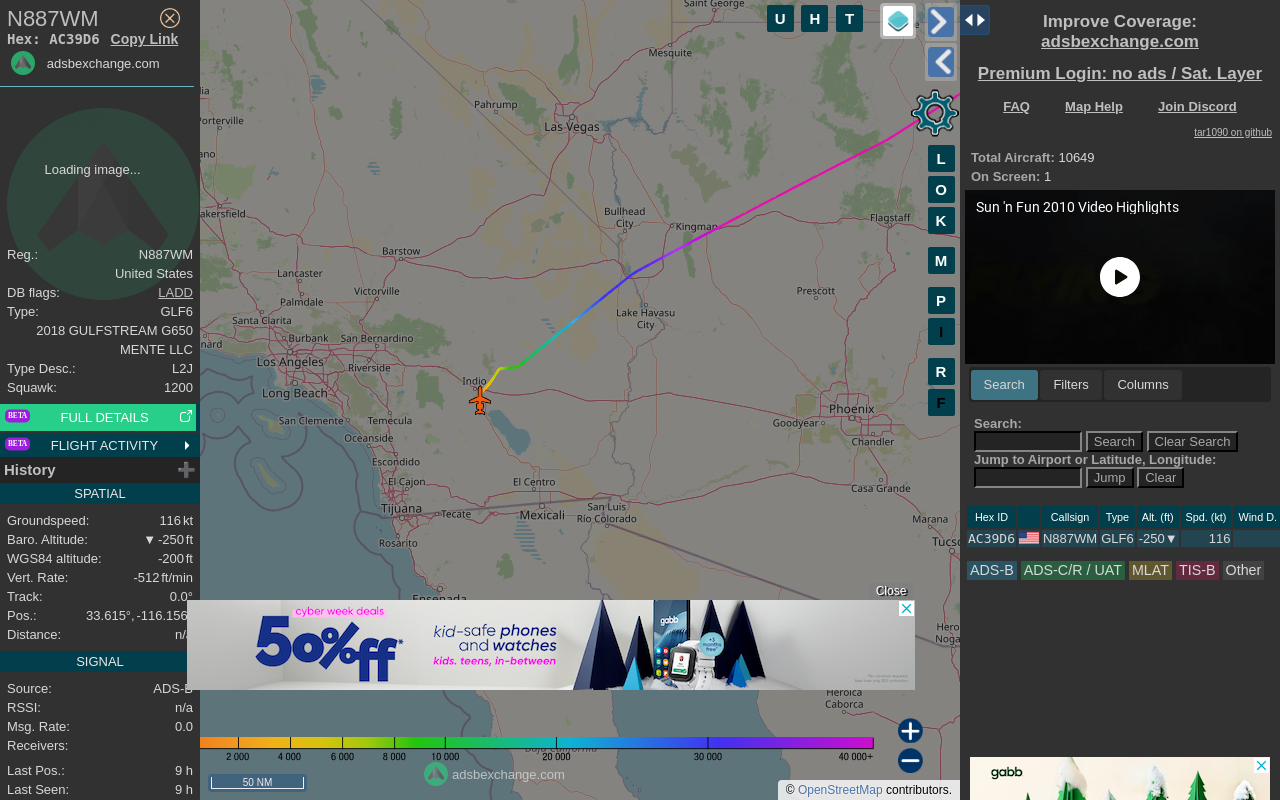 N887WM
Hex: AC39D6 Copy Link
adsbexchange.com
Loading image...
Reg.: N887WM
United States
DB flags: LADD
Type: GLF6
2018 GULFSTREAM G650
MENTE LLC
Type Desc.: L2J
Squawk: 1200
BETA FULL DETAILS
BETA FLIGHT ACTIVITY
History
SPATIAL
Groundspeed: 116 kt
Baro. Altitude: ▼ -250 ft
WGS84 altitude: -200 ft
Vert. Rate: -512 ft/min
Track: 0.0°
Pos.: 33.615°, -116.156
Distance: n/a
SIGNAL
Source: ADS-B
RSSI: n/a
Msg. Rate: 0.0
Receivers:
Last Pos.: 9 h
Last Seen: 9 h
Saint George
Mesquite
Pahrump
Las Vegas
Porterville
akersfield
Bullhead
City
Kingman
Flagstaff
Barstow
Lancaster
Victorville
Palmdale
Prescott
Lake Havasu
City
Santa Clarita
nard
Burbank
San Bernardino
Los Angeles
Riverside
Indio
Long Beach
San Clemente
Temecula
Phoenix
Goodyear
Chandler
Oceanside
Escondido
El Cajon
El Centro
Casa Grande
Tijuana
Tecate
Mexicali
San Luis
Río Colorado
Marana
Tucso
Rosarito
Ensenada
Hero
Noga
Heroica
Caborca
Baja California
U H T
L
O
K
M
P
I
R
F
Close
cyber week deals
50%off*
kid-safe phones
and watches
kids. teens, in-between
gabb
+3
months
free*
2 000 4 000 6 000 8 000 10 000 20 000 30 000 40 000+
adsbexchange.com
50 NM
© OpenStreetMap contributors.
Improve Coverage:
adsbexchange.com
Premium Login: no ads / Sat. Layer
FAQ Map Help Join Discord
tar1090 on github
Total Aircraft: 10649
On Screen: 1
Sun 'n Fun 2010 Video Highlights
Search Filters Columns
Search:
Search Clear Search
Jump to Airport or Latitude, Longitude:
Jump Clear
Hex ID Callsign Type Alt. (ft) Spd. (kt) Wind D.
AC39D6 N887WM GLF6 -250▼ 116
ADS-B ADS-C/R / UAT MLAT TIS-B Other
gabb